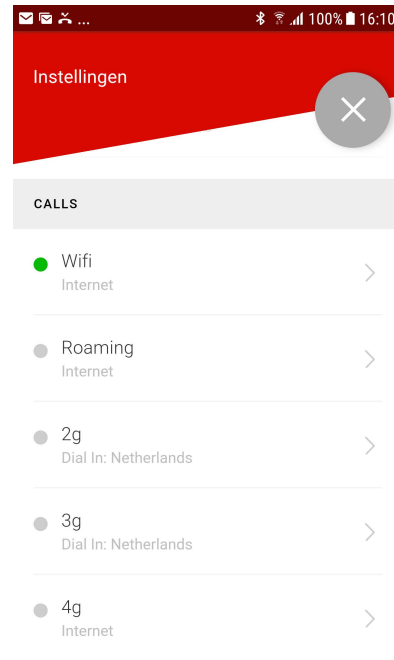 ... 100% 16:10
Instellingen
CALLS
Wifi
Internet
Roaming
Internet
2g
Dial In: Netherlands
3g
Dial In: Netherlands
4g
Internet